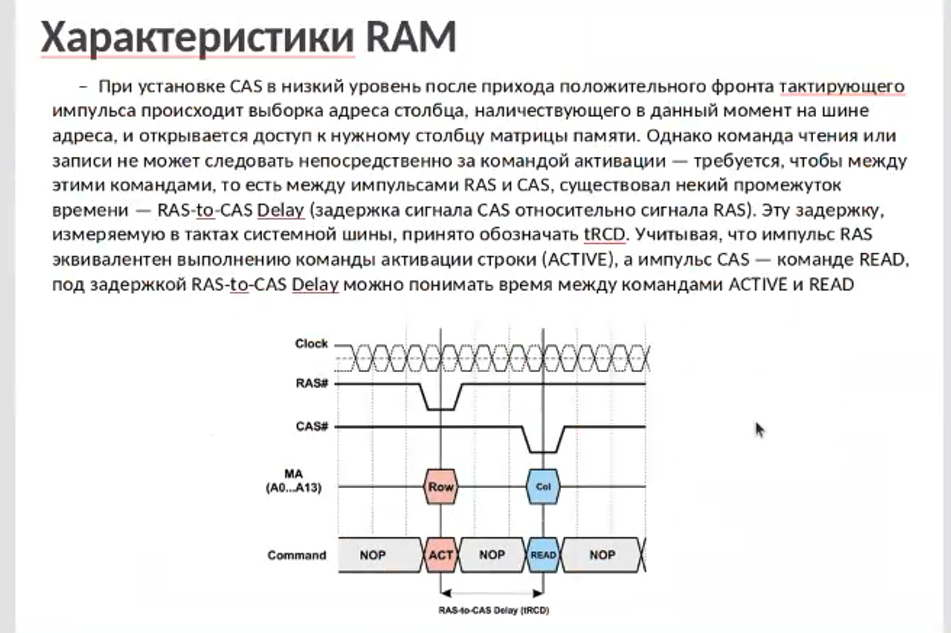 Характеристики RAM
– При установке CAS в низкий уровень после прихода положительного фронта тактирующего
импульса происходит выборка адреса столбца, наличествующего в данный момент на шине
адреса, и открывается доступ к нужному столбцу матрицы памяти. Однако команда чтения или
записи не может следовать непосредственно за командой активации — требуется, чтобы между
этими командами, то есть между импульсами RAS и CAS, существовал некий промежуток
времени — RAS-to-CAS Delay (задержка сигнала CAS относительно сигнала RAS). Эту задержку,
измеряемую в тактах системной шины, принято обозначать tRCD. Учитывая, что импульс RAS
эквивалентен выполнению команды активации строки (ACTIVE), а импульс CAS — команде READ,
под задержкой RAS-to-CAS Delay можно понимать время между командами ACTIVE и READ
Clock
RAS#
CAS#
MA
(A0...A13)
Row
Col
Command
NOP
ACT
NOP
READ
NOP
RAS-to-CAS Delay (tRCD)